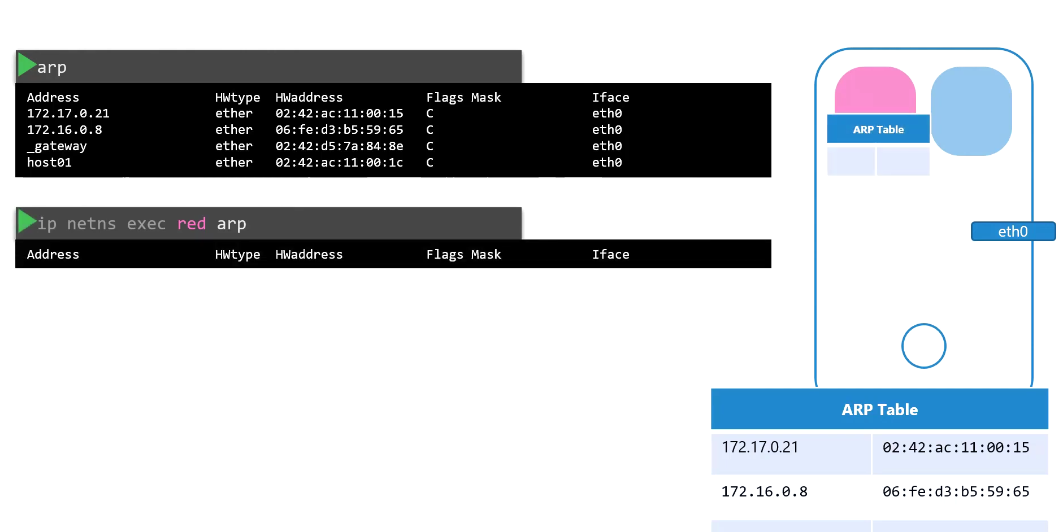 arp
Address HWtype HWaddress Flags Mask Iface
172.17.0.21 ether 02:42:ac:11:00:15 C eth0
172.16.0.8 ether 06:fe:d3:b5:59:65 C eth0
_gateway ether 02:42:d5:7a:84:8e C eth0
host01 ether 02:42:ac:11:00:1c C eth0
ip netns exec red arp
Address HWtype HWaddress Flags Mask Iface
ARP Table
eth0
ARP Table
172.17.0.21 02:42:ac:11:00:15
172.16.0.8 06:fe:d3:b5:59:65